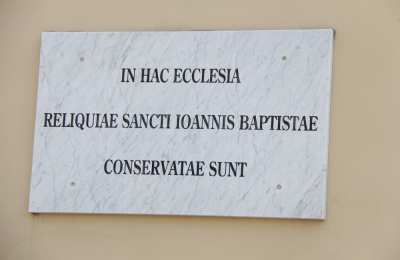 IN HAC ECCLESIA
RELIQUIAE SANCTI IOANNIS BAPTISTAE
CONSERVATAE SUNT